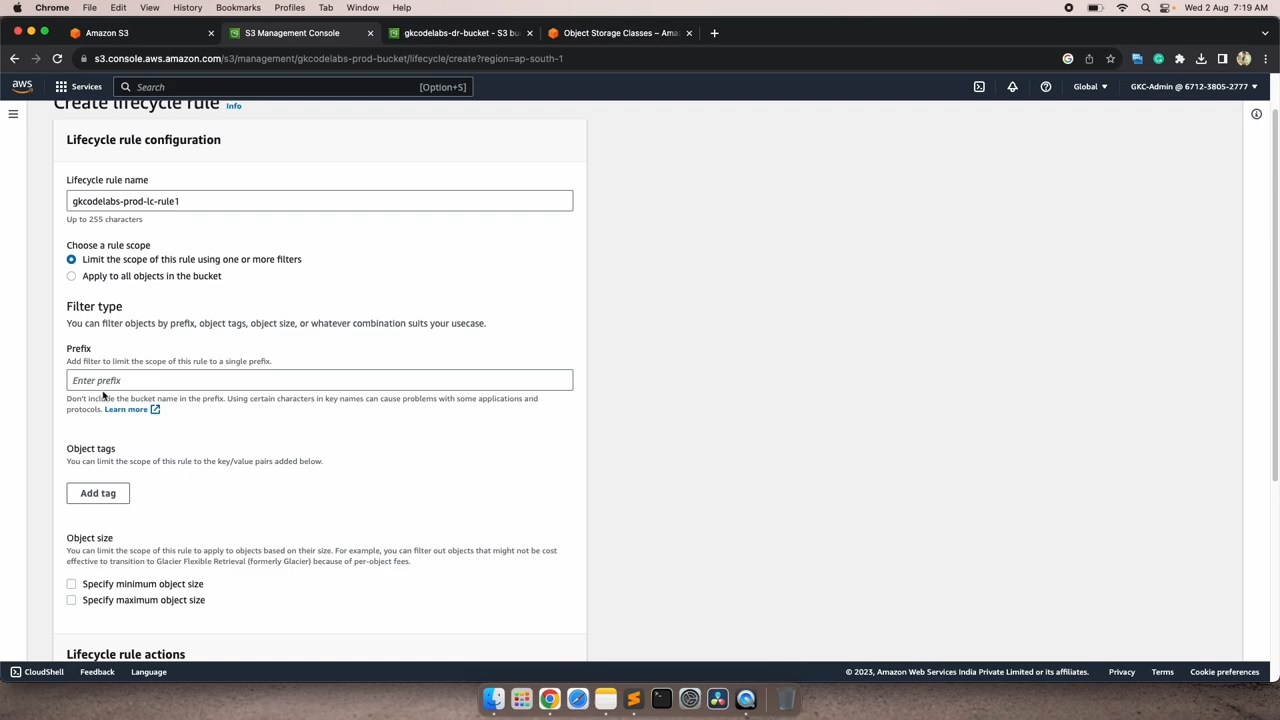 Chrome File Edit View History Bookmarks Profiles Tab Window Help Wed 2 Aug 7:19 AM
Amazon S3 S3 Management Console gkcodelabs-dr-bucket - S3 bu Object Storage Classes – Ama
s3.console.aws.amazon.com/s3/management/gkcodelabs-prod-bucket/lifecycle/create?region=ap-south-1
aws Services Search [Option+S] Global GKC-Admin @ 6712-3805-2777
Create lifecycle rule Info
Lifecycle rule configuration
Lifecycle rule name
gkcodelabs-prod-lc-rule1
Up to 255 characters
Choose a rule scope
Limit the scope of this rule using one or more filters
Apply to all objects in the bucket
Filter type
You can filter objects by prefix, object tags, object size, or whatever combination suits your usecase.
Prefix
Add filter to limit the scope of this rule to a single prefix.
Enter prefix
Don't include the bucket name in the prefix. Using certain characters in key names can cause problems with some applications and
protocols. Learn more
Object tags
You can limit the scope of this rule to the key/value pairs added below.
Add tag
Object size
You can limit the scope of this rule to apply to objects based on their size. For example, you can filter out objects that might not be cost
effective to transition to Glacier Flexible Retrieval (formerly Glacier) because of per-object fees.
Specify minimum object size
Specify maximum object size
Lifecycle rule actions
CloudShell Feedback Language © 2023, Amazon Web Services India Private Limited or its affiliates. Privacy Terms Cookie preferences